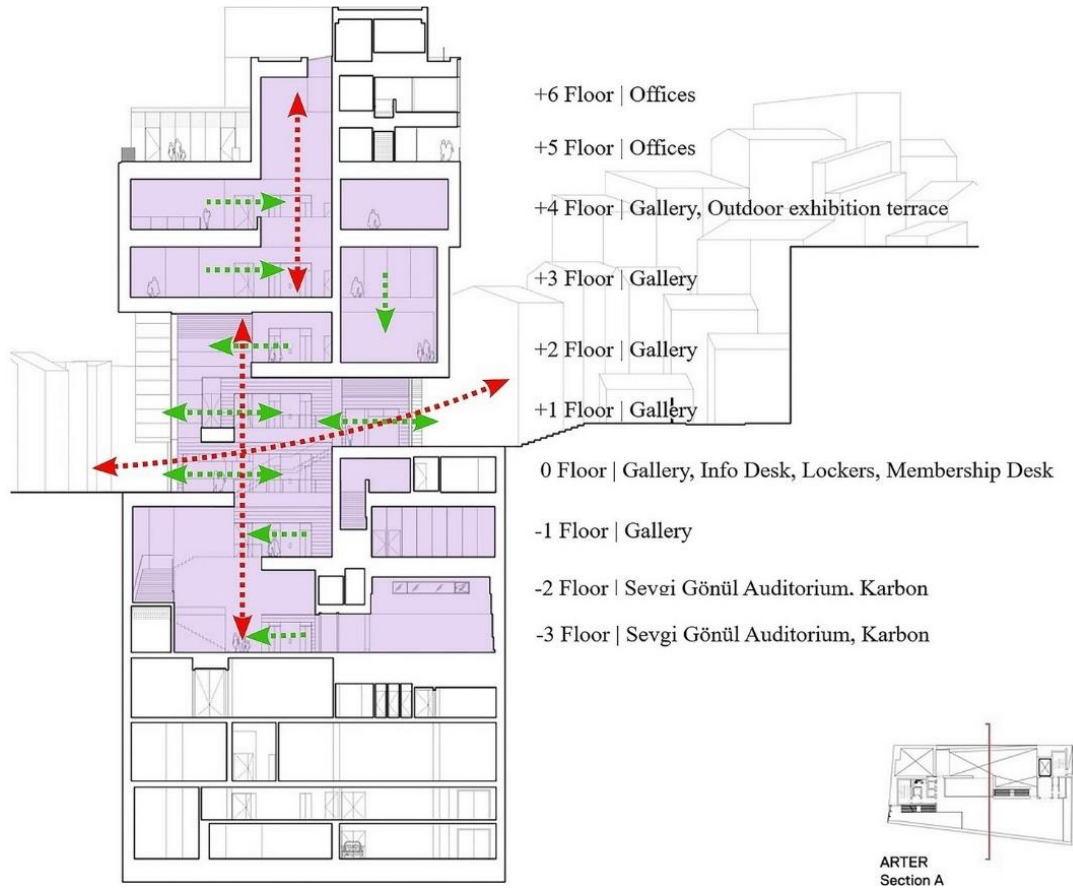 +6 Floor | Offices
+5 Floor | Offices
+4 Floor | Gallery, Outdoor exhibition terrace
+3 Floor | Gallery
+2 Floor | Gallery
+1 Floor | Gallery
0 Floor | Gallery, Info Desk, Lockers, Membership Desk
-1 Floor | Gallery
-2 Floor | Sevgi Gönül Auditorium, Karbon
-3 Floor | Sevgi Gönül Auditorium, Karbon
ARTER
Section A